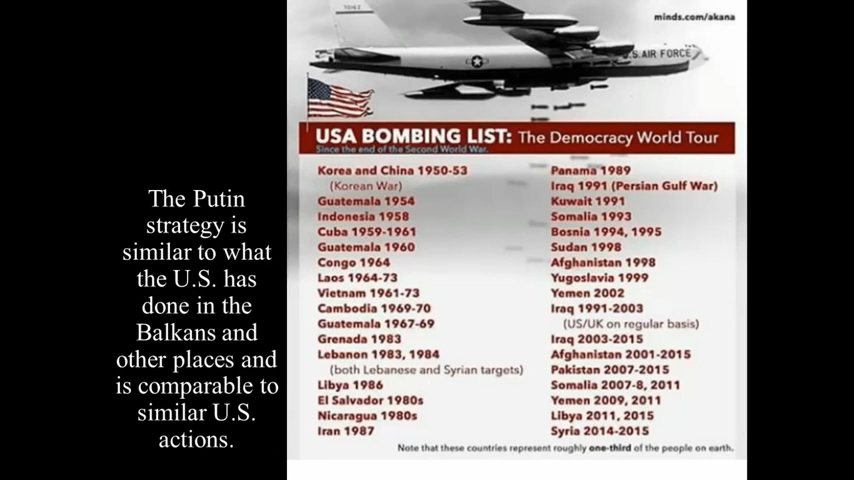 The Putin
strategy is
similar to what
the U.S. has
done in the
Balkans and
other places and
is comparable to
similar U.S.
actions.
minds.com/akana
U.S. AIR FORCE
USA BOMBING LIST: The Democracy World Tour
Since the end of the Second World War.
Korea and China 1950-53
(Korean War)
Guatemala 1954
Indonesia 1958
Cuba 1959-1961
Guatemala 1960
Congo 1964
Laos 1964-73
Vietnam 1961-73
Cambodia 1969-70
Guatemala 1967-69
Grenada 1983
Lebanon 1983, 1984
(both Lebanese and Syrian targets)
Libya 1986
El Salvador 1980s
Nicaragua 1980s
Iran 1987
Panama 1989
Iraq 1991 (Persian Gulf War)
Kuwait 1991
Somalia 1993
Bosnia 1994, 1995
Sudan 1998
Afghanistan 1998
Yugoslavia 1999
Yemen 2002
Iraq 1991-2003
(US/UK on regular basis)
Iraq 2003-2015
Afghanistan 2001-2015
Pakistan 2007-2015
Somalia 2007-8, 2011
Yemen 2009, 2011
Libya 2011, 2015
Syria 2014-2015
Note that these countries represent roughly one-third of the people on earth.